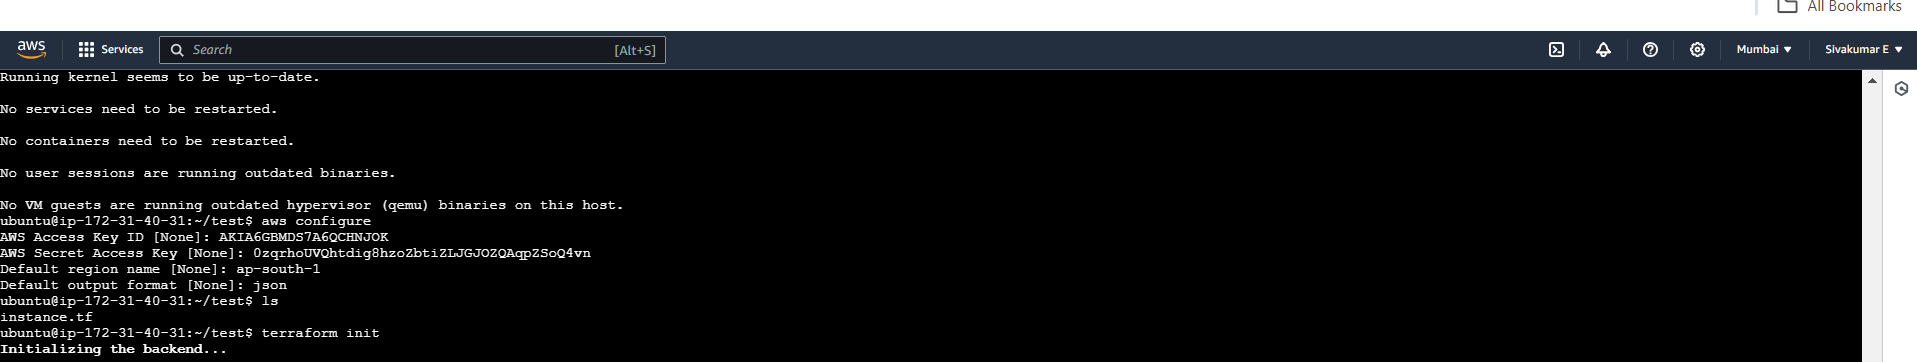 All Bookmarks
aws
Services
Search
[Alt+S]
Mumbai
Sivakumar E
Running kernel seems to be up-to-date.
No services need to be restarted.
No containers need to be restarted.
No user sessions are running outdated binaries.
No VM guests are running outdated hypervisor (qemu) binaries on this host.
ubuntu@ip-172-31-40-31:~/test$ aws configure
AWS Access Key ID [None]: AKIA6GBMDS7A6QCHNJOK
AWS Secret Access Key [None]: 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
Default region name [None]: ap-south-1
Default output format [None]: json
ubuntu@ip-172-31-40-31:~/test$ ls
instance.tf
ubuntu@ip-172-31-40-31:~/test$ terraform init
Initializing the backend...